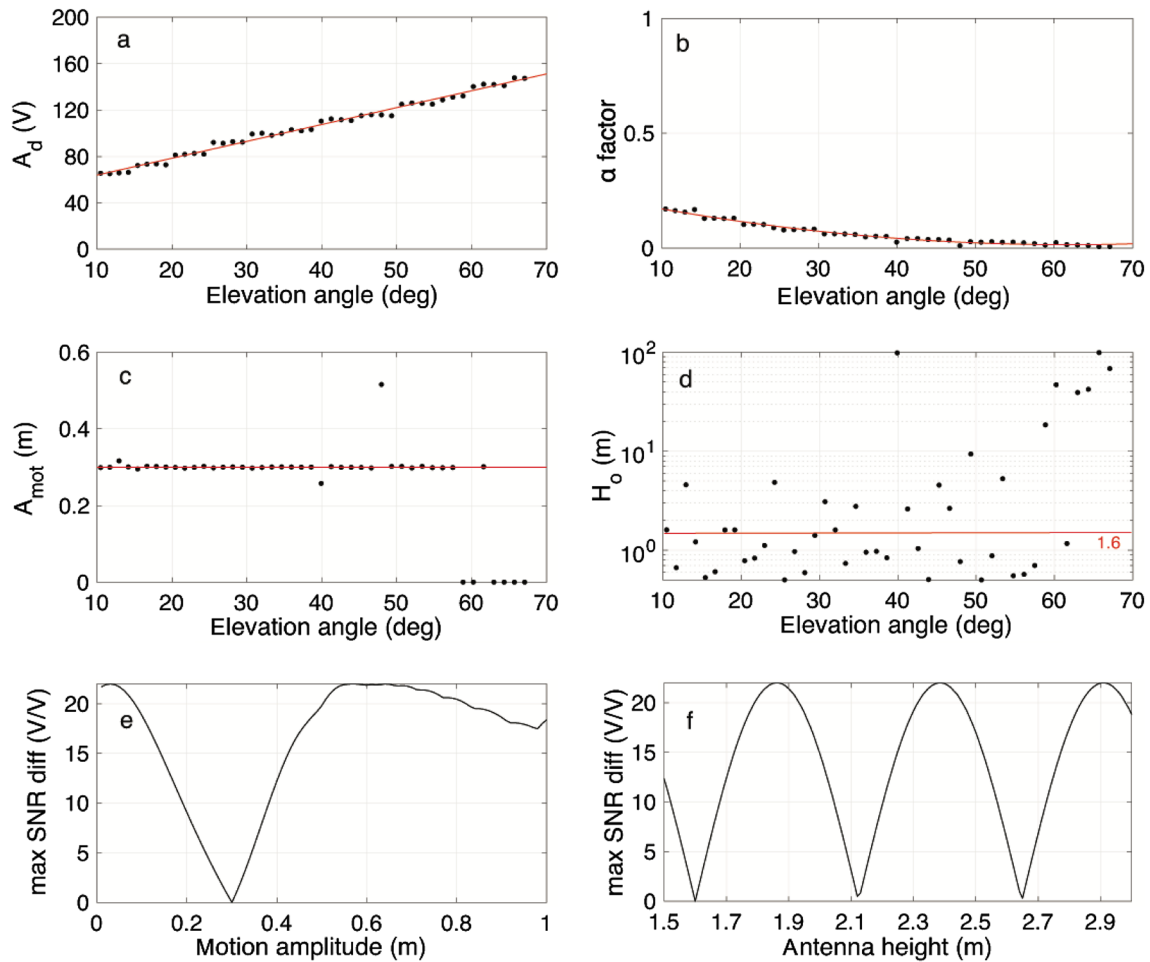 a
200
160
120
80
40
0
A_d (V)
10 20 30 40 50 60 70
Elevation angle (deg)
b
1
0.5
0
α factor
10 20 30 40 50 60 70
Elevation angle (deg)
c
0.6
0.4
0.2
0
A_mot (m)
10 20 30 40 50 60 70
Elevation angle (deg)
d
10^2
10^1
10^0
H_o (m)
1.6
10 20 30 40 50 60 70
Elevation angle (deg)
e
20
15
10
5
0
max SNR diff (V/V)
0 0.2 0.4 0.6 0.8 1
Motion amplitude (m)
f
20
15
10
5
0
max SNR diff (V/V)
1.5 1.7 1.9 2.1 2.3 2.5 2.7 2.9
Antenna height (m)